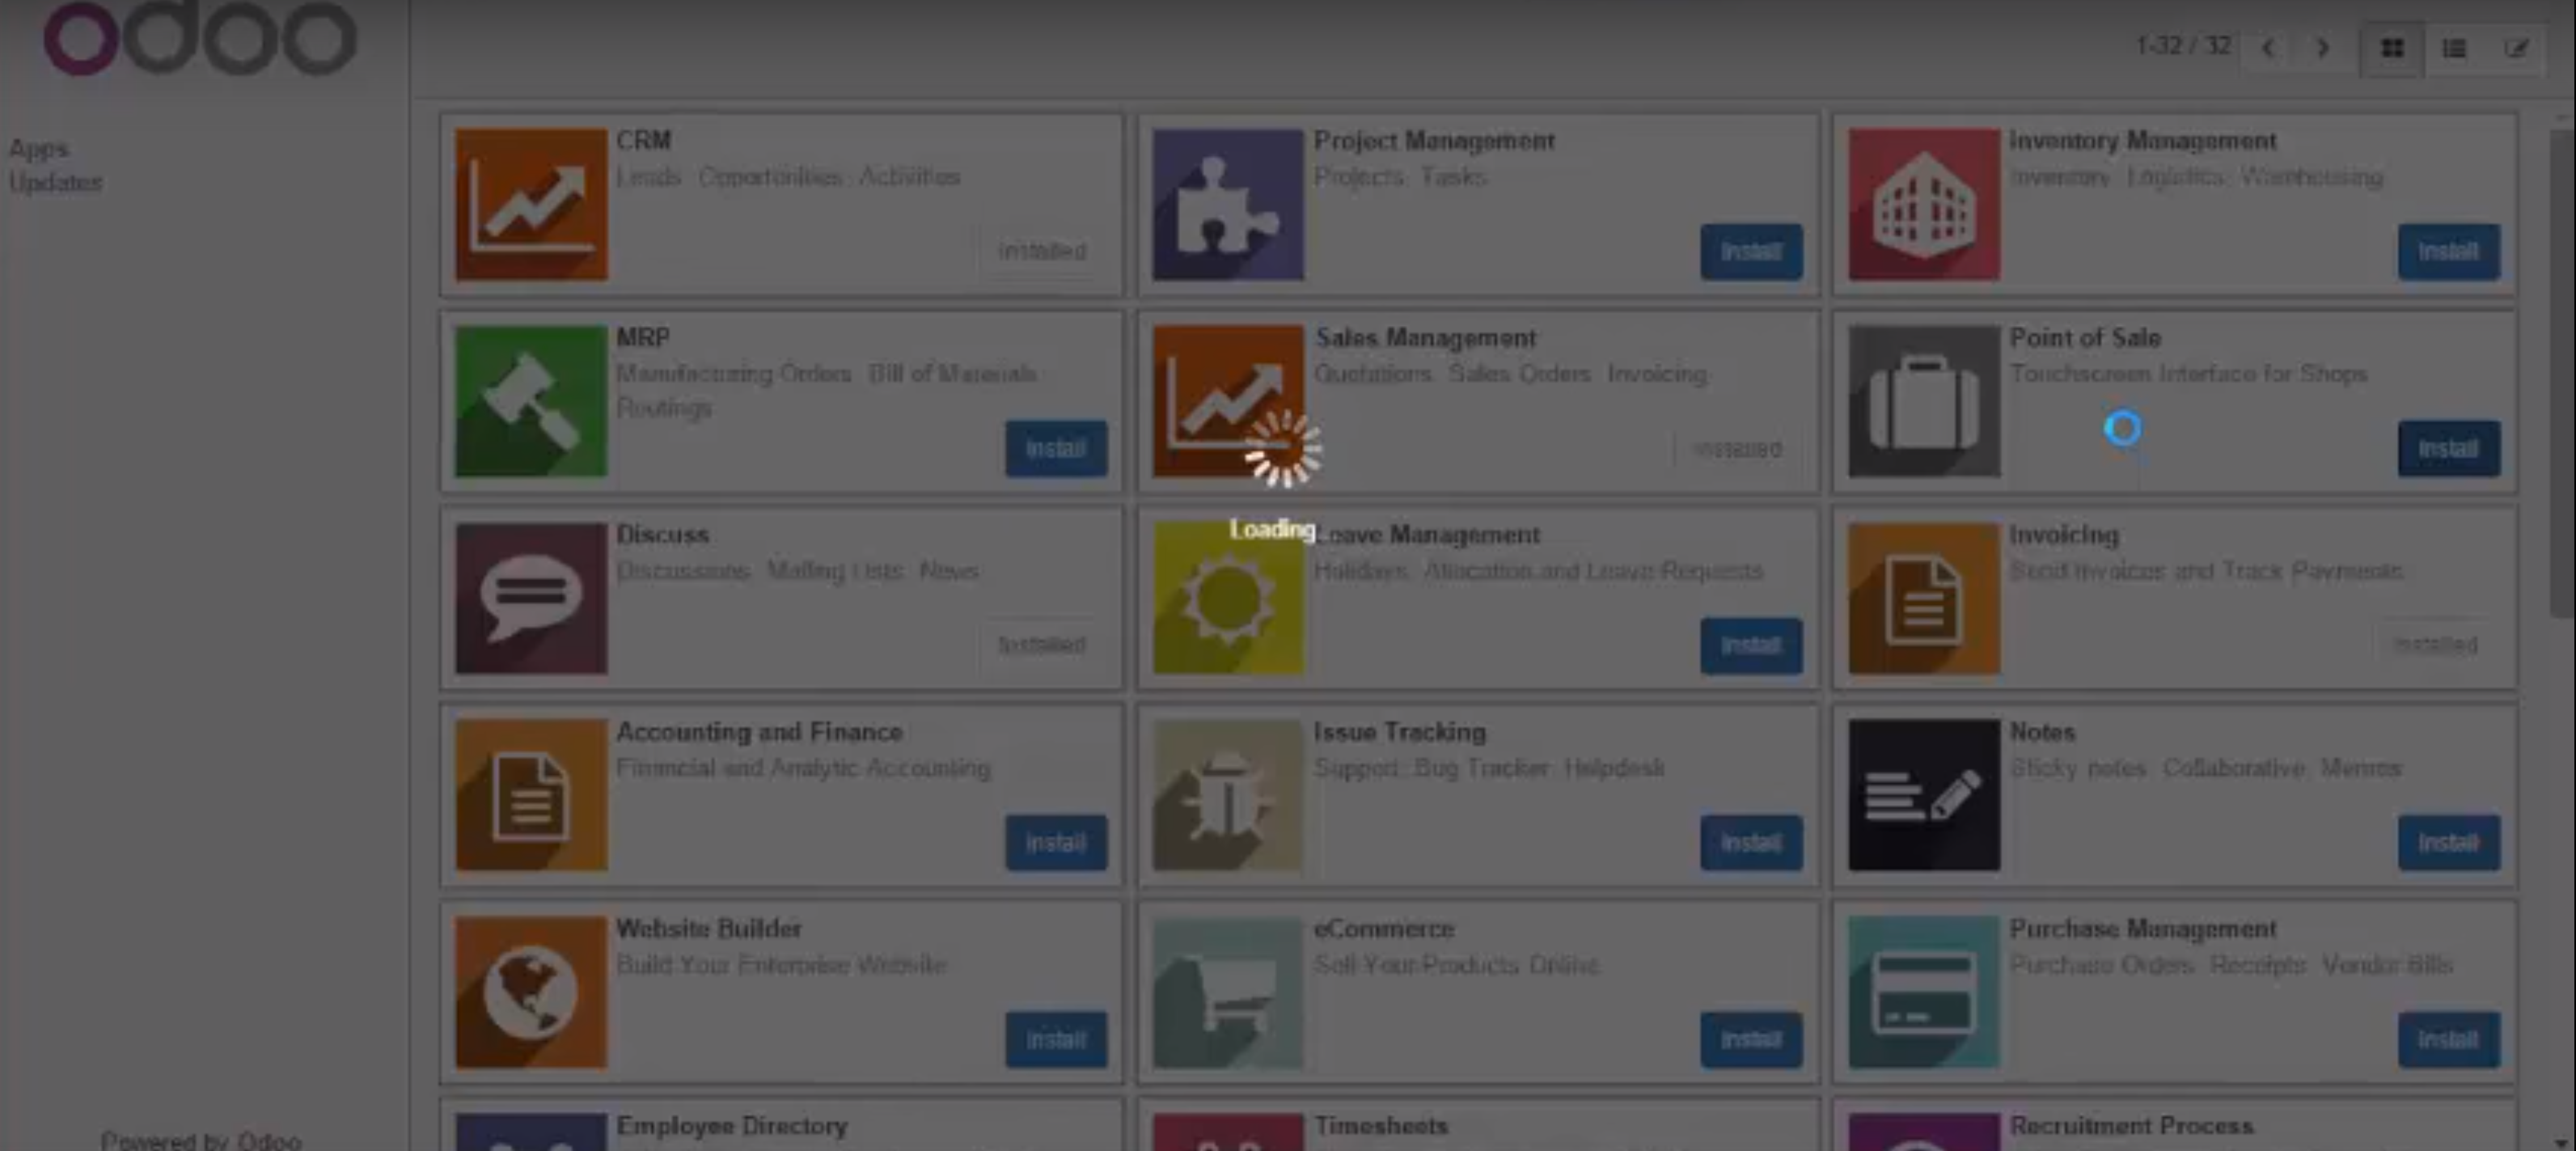 odoo
1-32 / 32
Apps
Updates
CRM
Leads Opportunities Activities
Installed
Project Management
Projects Tasks
Install
Inventory Management
Inventory Logistics Warehousing
Install
MRP
Manufacturing Orders Bill of Materials
Routings
Install
Sales Management
Quotations Sales Orders Invoicing
Installed
Point of Sale
Touchscreen Interface for Shops
Install
Loading...
Discuss
Discussions Mailing Lists News
Installed
Leave Management
Holidays Allocation and Leave Requests
Install
Invoicing
Send Invoices and Track Payments
Installed
Accounting and Finance
Financial and Analytic Accounting
Install
Issue Tracking
Support Bug Tracker Helpdesk
Install
Notes
Sticky notes Collaborative Memos
Install
Website Builder
Build Your Enterprise Website
Install
eCommerce
Sell Your Products Online
Install
Purchase Management
Purchase Orders Receipts Vendor Bills
Install
Employee Directory
Timesheets
Recruitment Process
Powered by Odoo